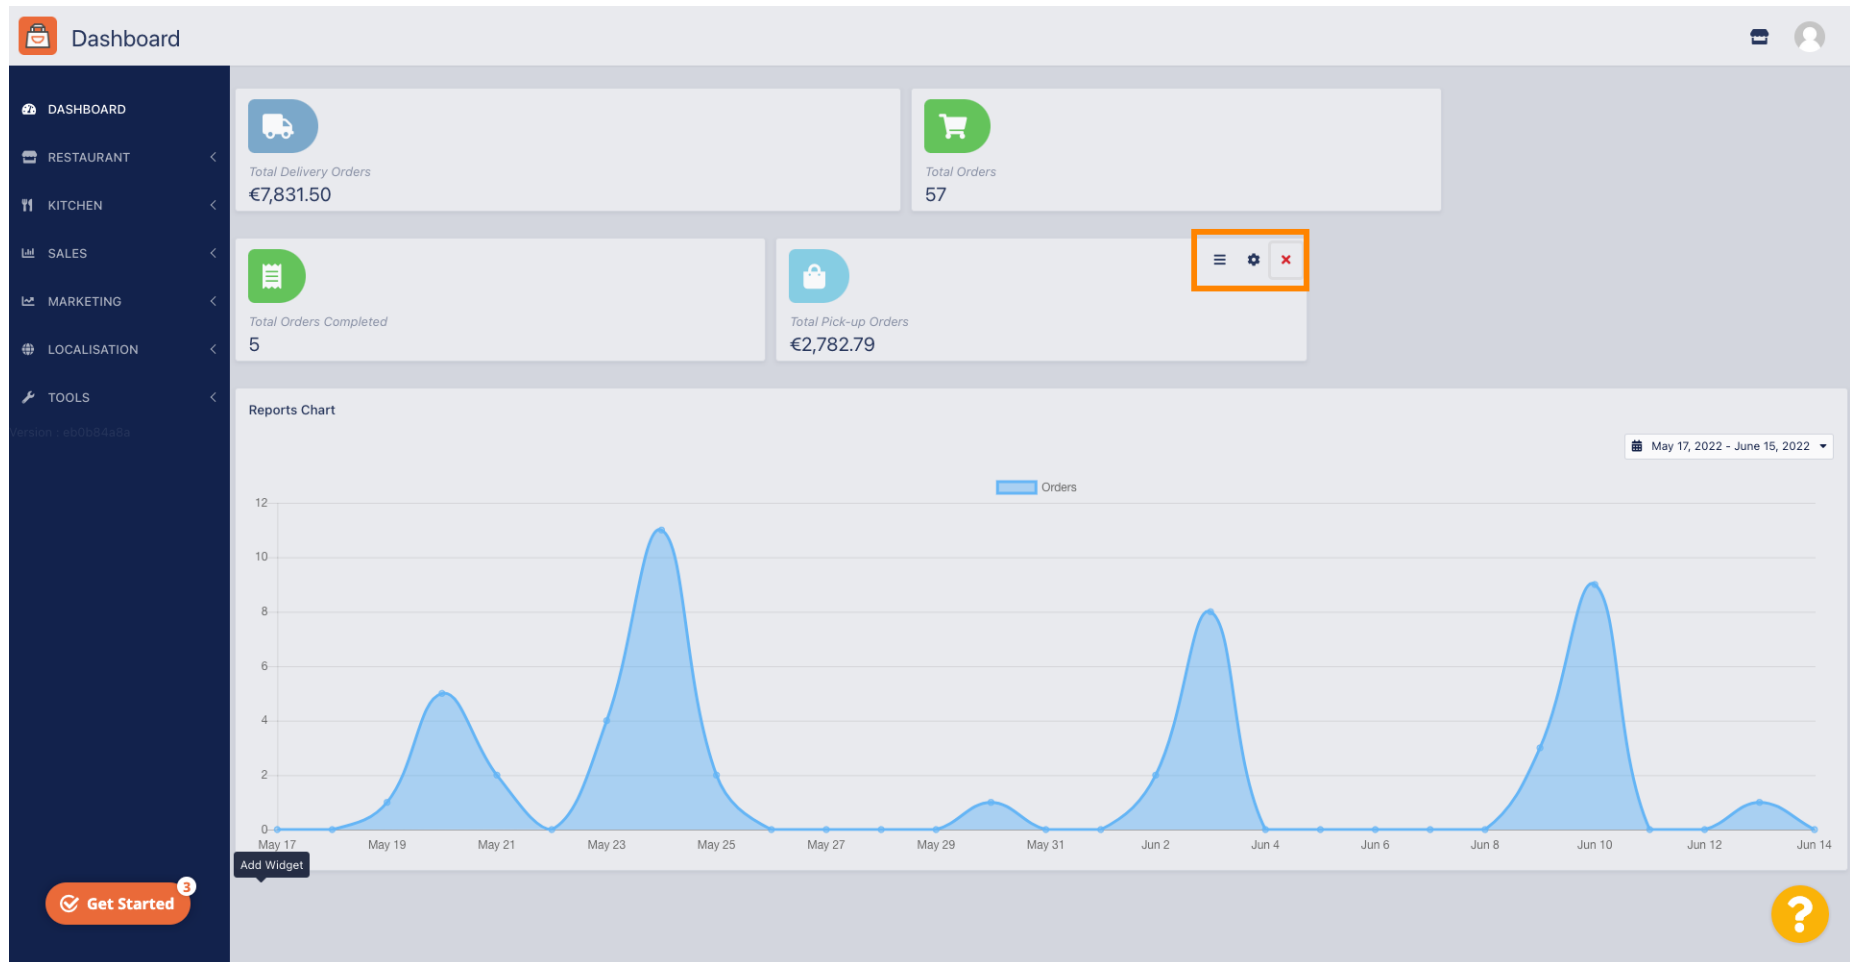 Dashboard
DASHBOARD
RESTAURANT
KITCHEN
SALES
MARKETING
LOCALISATION
TOOLS
Version : eb0b84a8a
Total Delivery Orders
€7,831.50
Total Orders
57
Total Orders Completed
5
Total Pick-up Orders
€2,782.79
Reports Chart
May 17, 2022 - June 15, 2022
Orders
12
10
8
6
4
2
0
May 17 May 19 May 21 May 23 May 25 May 27 May 29 May 31 Jun 2 Jun 4 Jun 6 Jun 8 Jun 10 Jun 12 Jun 14
Add Widget
3
Get Started
?